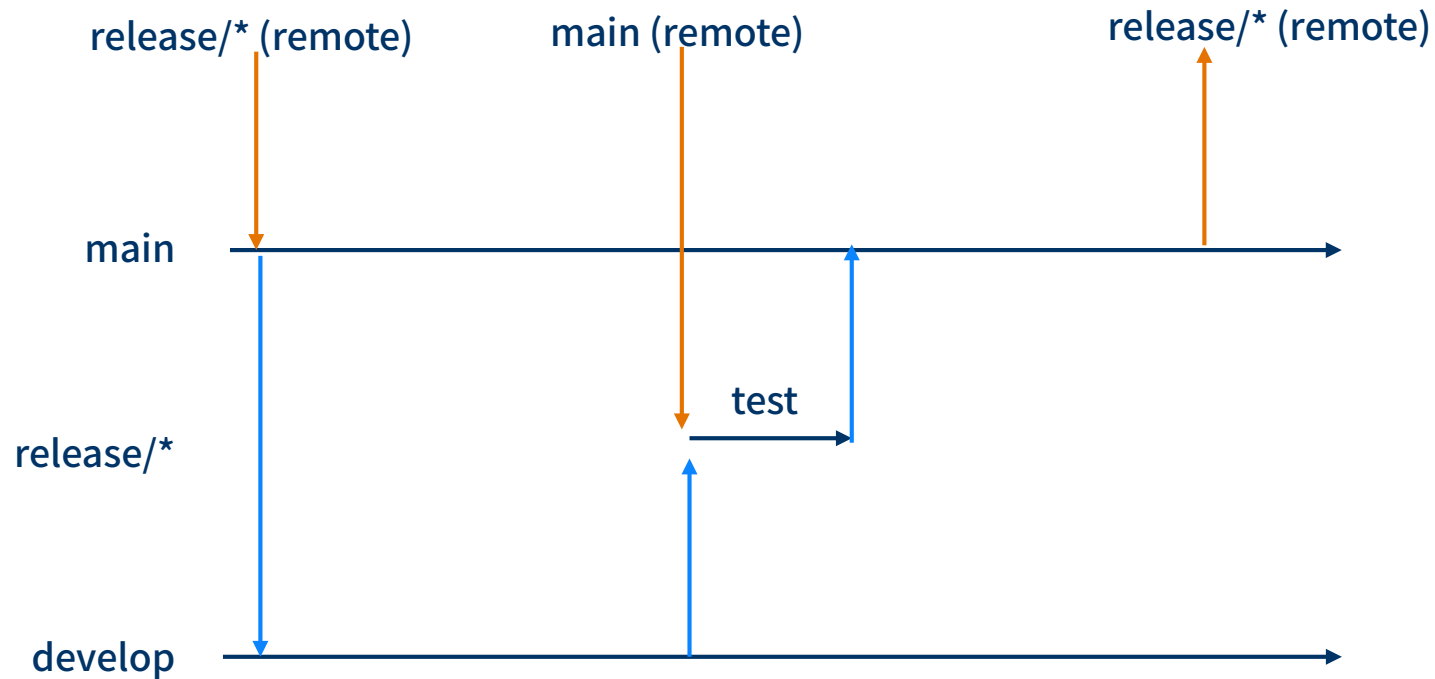 release/* (remote)
main (remote)
release/* (remote)
main
test
release/*
develop